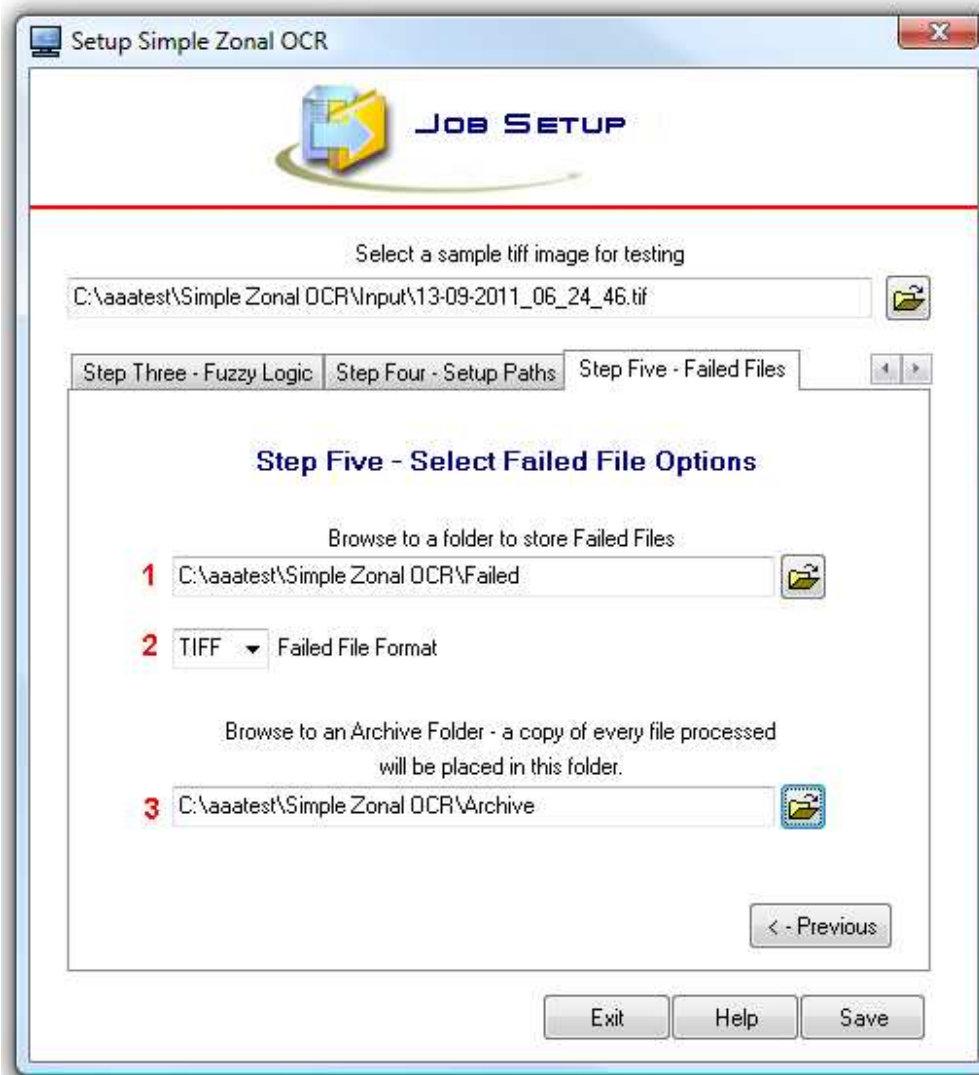 Setup Simple Zonal OCR
JOB SETUP
Select a sample tiff image for testing
C:\aaatest\Simple Zonal OCR\Input\13-09-2011_06_24_46.tif
Step Three - Fuzzy Logic Step Four - Setup Paths Step Five - Failed Files
Step Five - Select Failed File Options
Browse to a folder to store Failed Files
1 C:\aaatest\Simple Zonal OCR\Failed
2 TIFF Failed File Format
Browse to an Archive Folder - a copy of every file processed
will be placed in this folder.
3 C:\aaatest\Simple Zonal OCR\Archive
< - Previous
Exit Help Save